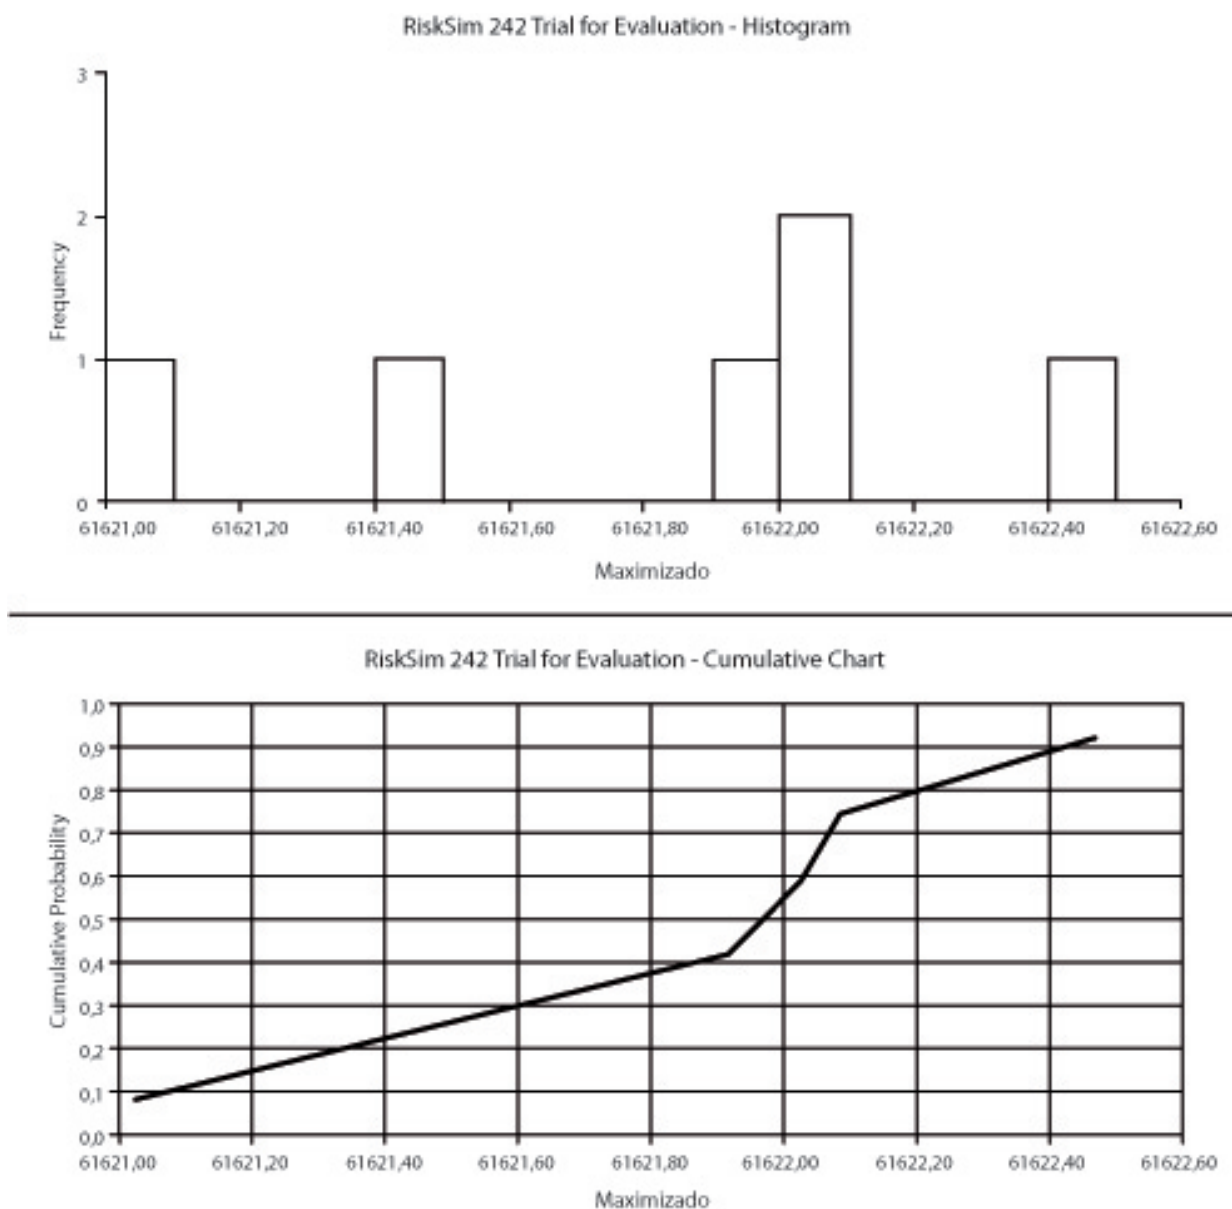 RiskSim 242 Trial for Evaluation - Histogram
3
2
1
0
Frequency
61621,00 61621,20 61621,40 61621,60 61621,80 61622,00 61622,20 61622,40 61622,60
Maximizado
RiskSim 242 Trial for Evaluation - Cumulative Chart
1,0
0,9
0,8
0,7
0,6
0,5
0,4
0,3
0,2
0,1
0,0
Cumulative Probability
61621,00 61621,20 61621,40 61621,60 61621,80 61622,00 61622,20 61622,40 61622,60
Maximizado